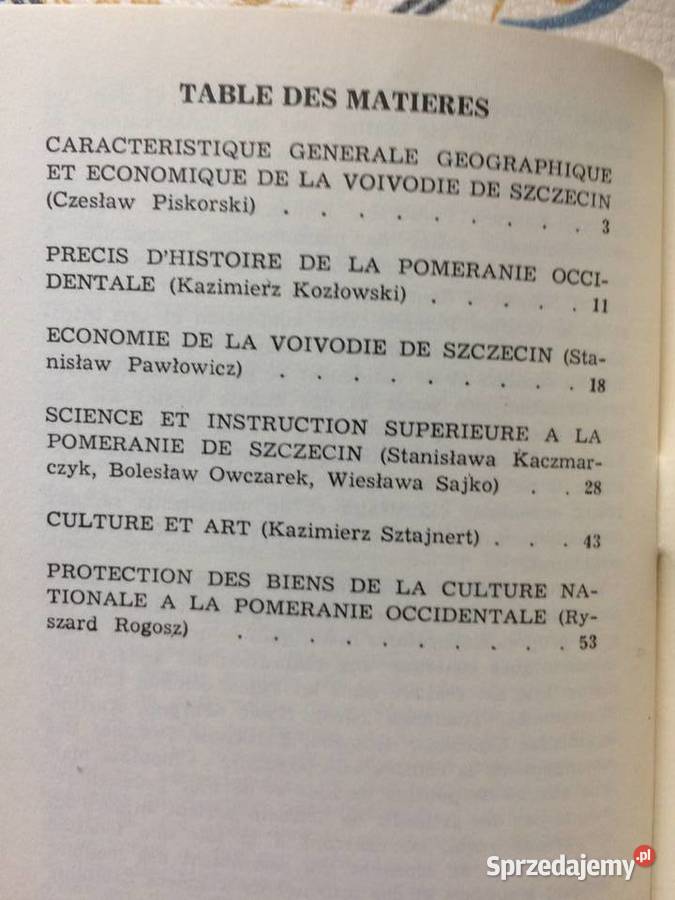 TABLE DES MATIERES
CARACTERISTIQUE GENERALE GEOGRAPHIQUE
ET ECONOMIQUE DE LA VOIVODIE DE SZCZECIN
(Czesław Piskorski) . . . . . . . . . 3
PRECIS D'HISTOIRE DE LA POMERANIE OCCI-
DENTALE (Kazimierz Kozłowski) . . . . . 11
ECONOMIE DE LA VOIVODIE DE SZCZECIN (Sta-
nisław Pawłowicz) . . . . . . . . . 18
SCIENCE ET INSTRUCTION SUPERIEURE A LA
POMERANIE DE SZCZECIN (Stanisława Kaczmar-
czyk, Bolesław Owczarek, Wiesława Sajko) . . 28
CULTURE ET ART (Kazimierz Sztajnert) . . . 43
PROTECTION DES BIENS DE LA CULTURE NA-
TIONALE A LA POMERANIE OCCIDENTALE (Ry-
szard Rogosz) . . . . . . . . . . 53
Sprzedajemy.pl